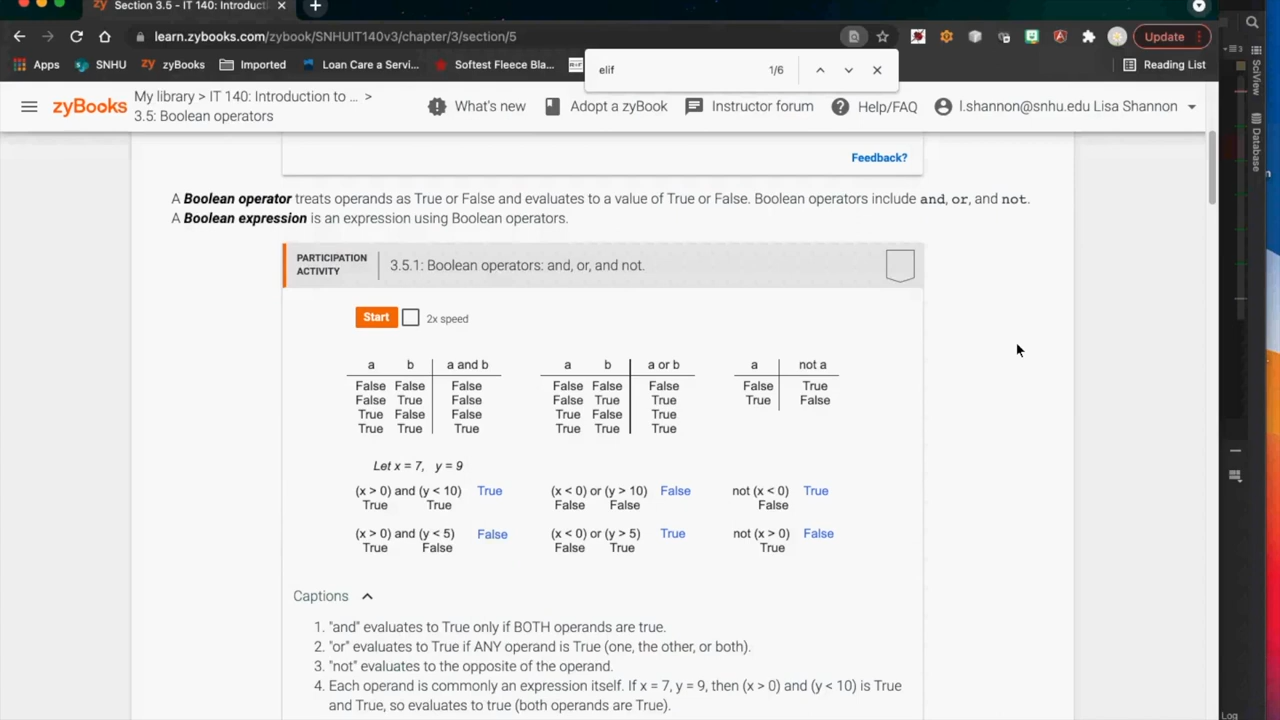 Section 3.5 - IT 140: Introducti
learn.zybooks.com/zybook/SNHUIT140v3/chapter/3/section/5
Update
Apps
SNHU
zyBooks
Imported
Loan Care a Servi...
Softest Fleece Bla...
Reading List
elif
1/6
zyBooks
My library > IT 140: Introduction to ... >
3.5: Boolean operators
What's new
Adopt a zyBook
Instructor forum
Help/FAQ
l.shannon@snhu.edu Lisa Shannon
Feedback?
A Boolean operator treats operands as True or False and evaluates to a value of True or False. Boolean operators include and, or, and not.
A Boolean expression is an expression using Boolean operators.
PARTICIPATION
ACTIVITY
3.5.1: Boolean operators: and, or, and not.
Start
2x speed
a b a and b
False False False
False True False
True False False
True True True
a b a or b
False False False
False True True
True False True
True True True
a not a
False True
True False
Let x = 7, y = 9
(x > 0) and (y < 10) True
True True
(x < 0) or (y > 10) False
False False
not (x < 0) True
False
(x > 0) and (y < 5) False
True False
(x < 0) or (y > 5) True
False True
not (x > 0) False
True
Captions
1. "and" evaluates to True only if BOTH operands are true.
2. "or" evaluates to True if ANY operand is True (one, the other, or both).
3. "not" evaluates to the opposite of the operand.
4. Each operand is commonly an expression itself. If x = 7, y = 9, then (x > 0) and (y < 10) is True
and True, so evaluates to true (both operands are True).
SciView
Database
Log